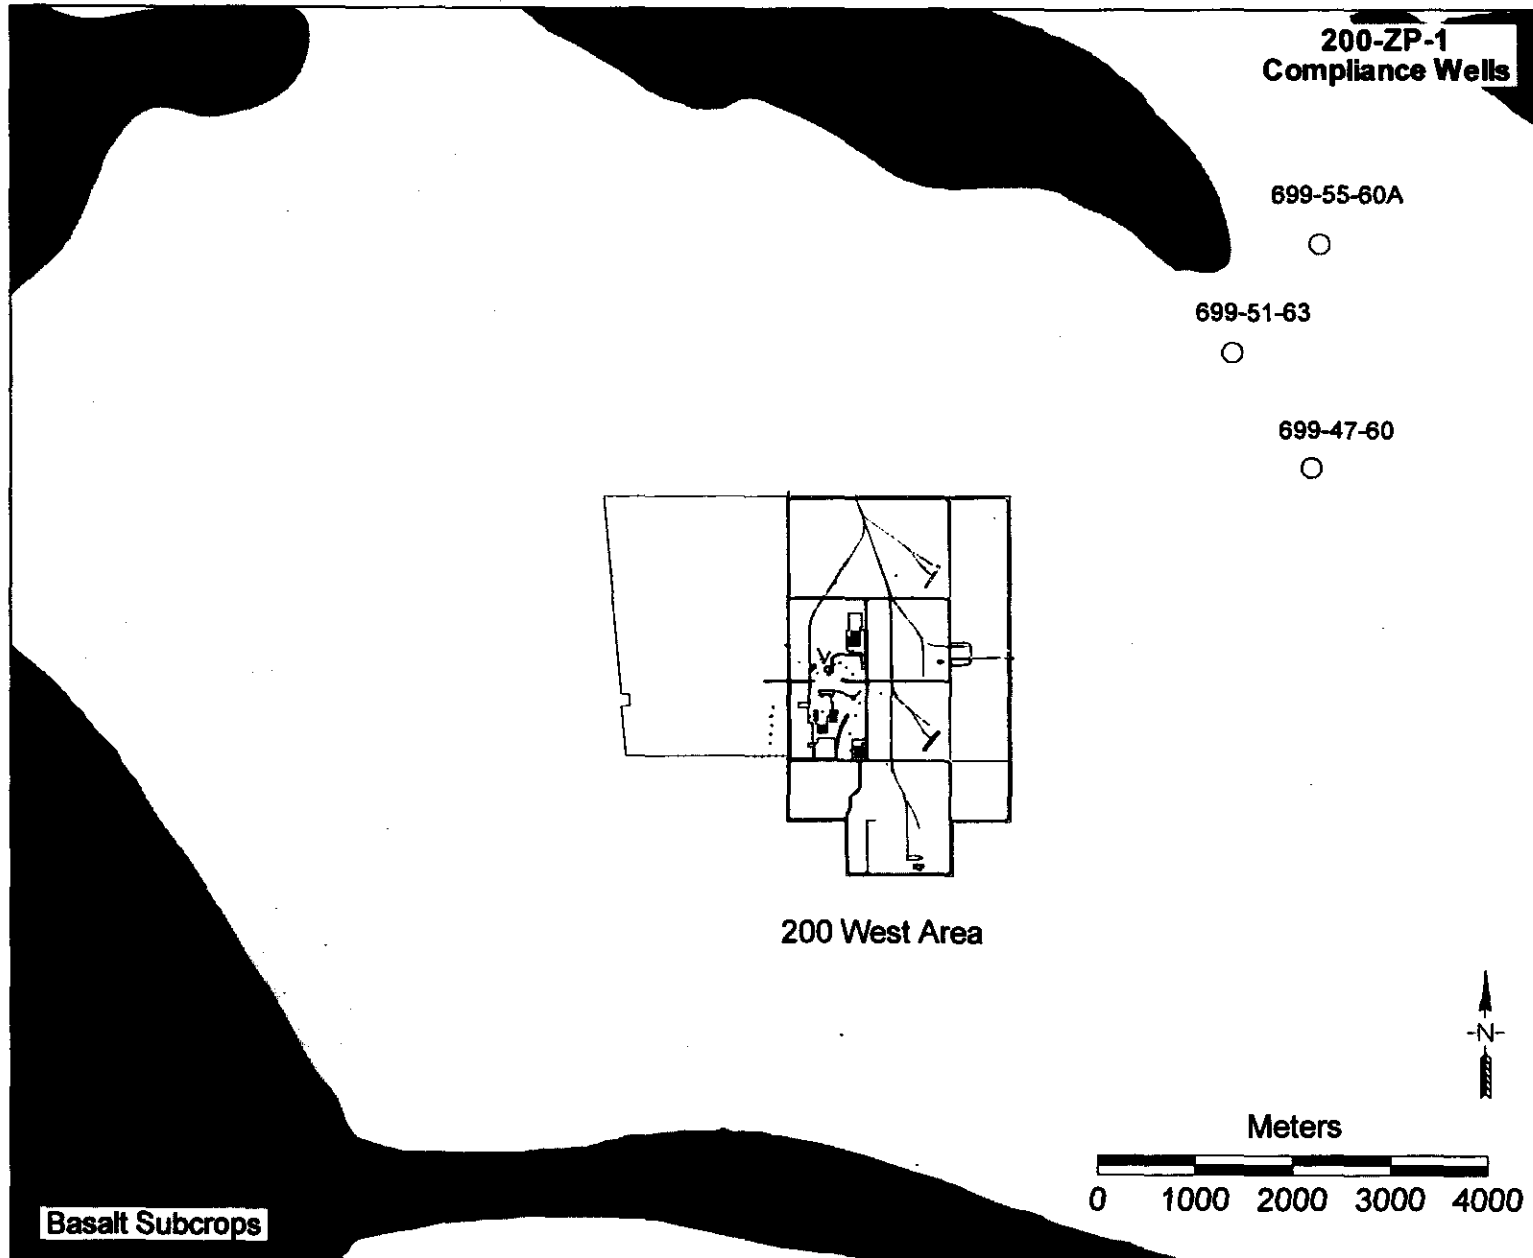 200-ZP-1
Compliance Wells
699-55-60A
699-51-63
699-47-60
200 West Area
-N-
Meters
0 1000 2000 3000 4000
Basalt Subcrops